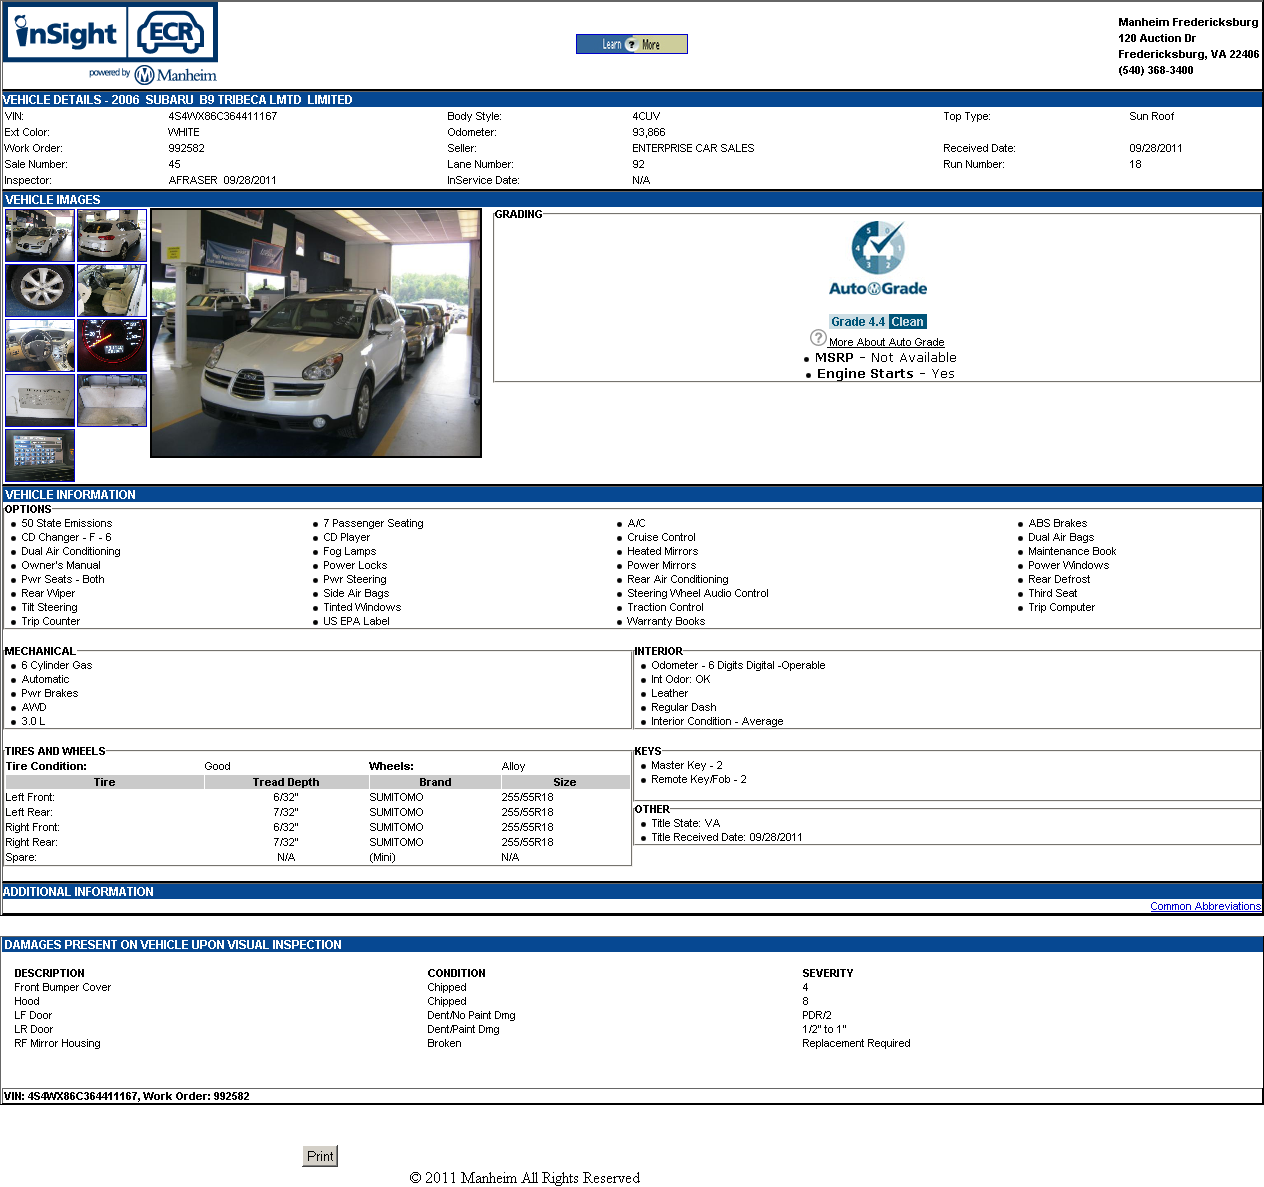 inSight ECR
powered by Manheim
Learn ? More
Manheim Fredericksburg
120 Auction Dr
Fredericksburg, VA 22406
(540) 368-3400
VEHICLE DETAILS - 2006 SUBARU B9 TRIBECA LMTD LIMITED
VIN: 4S4WX86C364411167 Body Style: 4CUV Top Type: Sun Roof
Ext Color: WHITE Odometer: 93,866
Work Order: 992582 Seller: ENTERPRISE CAR SALES Received Date: 09/28/2011
Sale Number: 45 Lane Number: 92 Run Number: 18
Inspector: AFRASER 09/28/2011 InService Date: N/A
VEHICLE IMAGES
GRADING
5 0 4 1 3 2
AutoGrade
Grade 4.4 Clean
? More About Auto Grade
• MSRP - Not Available
• Engine Starts - Yes
VEHICLE INFORMATION
OPTIONS
• 50 State Emissions • 7 Passenger Seating • A/C • ABS Brakes
• CD Changer - F - 6 • CD Player • Cruise Control • Dual Air Bags
• Dual Air Conditioning • Fog Lamps • Heated Mirrors • Maintenance Book
• Owner's Manual • Power Locks • Power Mirrors • Power Windows
• Pwr Seats - Both • Pwr Steering • Rear Air Conditioning • Rear Defrost
• Rear Wiper • Side Air Bags • Steering Wheel Audio Control • Third Seat
• Tilt Steering • Tinted Windows • Traction Control • Trip Computer
• Trip Counter • US EPA Label • Warranty Books
MECHANICAL
• 6 Cylinder Gas
• Automatic
• Pwr Brakes
• AWD
• 3.0 L
INTERIOR
• Odometer - 6 Digits Digital -Operable
• Int Odor: OK
• Leather
• Regular Dash
• Interior Condition - Average
TIRES AND WHEELS
Tire Condition: Good Wheels: Alloy
Tire Tread Depth Brand Size
Left Front: 6/32" SUMITOMO 255/55R18
Left Rear: 7/32" SUMITOMO 255/55R18
Right Front: 6/32" SUMITOMO 255/55R18
Right Rear: 7/32" SUMITOMO 255/55R18
Spare: N/A (Mini) N/A
KEYS
• Master Key - 2
• Remote Key/Fob - 2
OTHER
• Title State: VA
• Title Received Date: 09/28/2011
ADDITIONAL INFORMATION
Common Abbreviations
DAMAGES PRESENT ON VEHICLE UPON VISUAL INSPECTION
DESCRIPTION CONDITION SEVERITY
Front Bumper Cover Chipped 4
Hood Chipped 8
LF Door Dent/No Paint Dmg PDR/2
LR Door Dent/Paint Dmg 1/2" to 1"
RF Mirror Housing Broken Replacement Required
VIN: 4S4WX86C364411167, Work Order: 992582
Print
© 2011 Manheim All Rights Reserved